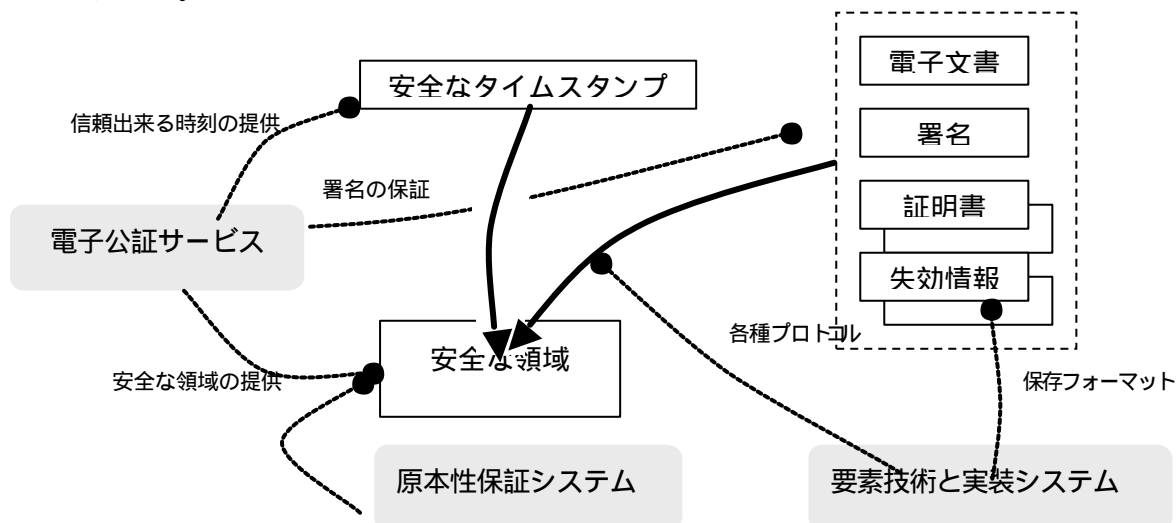 電子文書
安全なタイムスタンプ
信頼出来る時刻の提供
署名
署名の保証
証明書
電子公証サービス
失効情報
各種プロトコル
安全な領域
安全な領域の提供
保存フォーマット
原本性保証システム
要素技術と実装システム